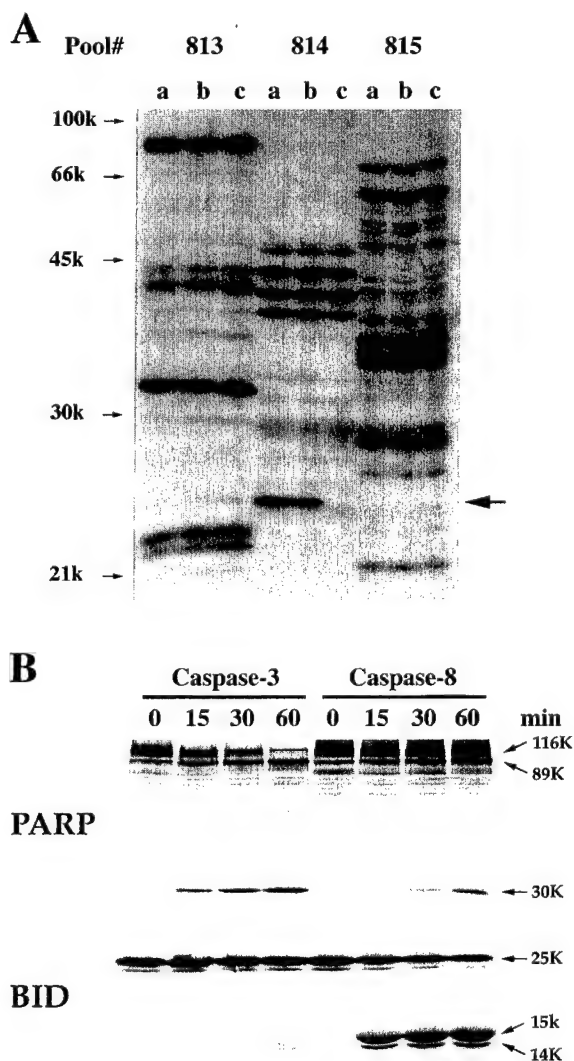 A
Pool# 813 814 815
a b c a b c a b c
100k
66k
45k
30k
21k
B
Caspase-3 Caspase-8
0 15 30 60 0 15 30 60 min
116K
89K
PARP
30K
25K
BID
15k
14K